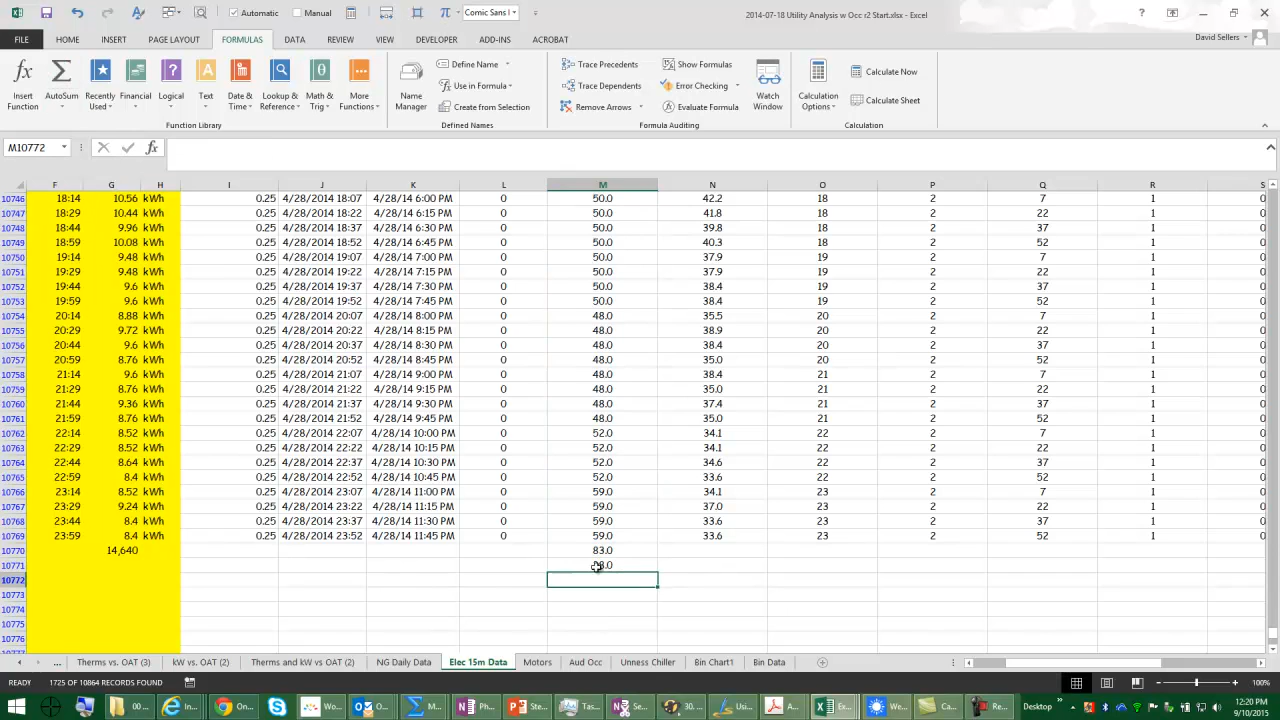 Automatic Manual π Comic Sans I 2014-07-18 Utility Analysis w Occ r2 Start.xlsx - Excel ?
FILE HOME INSERT PAGE LAYOUT FORMULAS DATA REVIEW VIEW DEVELOPER ADD-INS ACROBAT David Sellers
fx Σ ? A θ
Insert Function AutoSum Recently Used Financial Logical Text Date & Time Lookup & Reference Math & Trig More Functions
Name Manager Define Name Use in Formula Create from Selection
Trace Precedents Trace Dependents Remove Arrows Show Formulas Error Checking Evaluate Formula Watch Window
Calculation Options Calculate Now Calculate Sheet
Function Library Defined Names Formula Auditing Calculation
M10772 fx
F G H I J K L M N O P Q R S
10746 18:14 10.56 kWh 0.25 4/28/2014 18:07 4/28/14 6:00 PM 0 50.0 42.2 18 2 7 1 0
10747 18:29 10.44 kWh 0.25 4/28/2014 18:22 4/28/14 6:15 PM 0 50.0 41.8 18 2 22 1 0
10748 18:44 9.96 kWh 0.25 4/28/2014 18:37 4/28/14 6:30 PM 0 50.0 39.8 18 2 37 1 0
10749 18:59 10.08 kWh 0.25 4/28/2014 18:52 4/28/14 6:45 PM 0 50.0 40.3 18 2 52 1 0
10750 19:14 9.48 kWh 0.25 4/28/2014 19:07 4/28/14 7:00 PM 0 50.0 37.9 19 2 7 1 0
10751 19:29 9.48 kWh 0.25 4/28/2014 19:22 4/28/14 7:15 PM 0 50.0 37.9 19 2 22 1 0
10752 19:44 9.6 kWh 0.25 4/28/2014 19:37 4/28/14 7:30 PM 0 50.0 38.4 19 2 37 1 0
10753 19:59 9.6 kWh 0.25 4/28/2014 19:52 4/28/14 7:45 PM 0 50.0 38.4 19 2 52 1 0
10754 20:14 8.88 kWh 0.25 4/28/2014 20:07 4/28/14 8:00 PM 0 48.0 35.5 20 2 7 1 0
10755 20:29 9.72 kWh 0.25 4/28/2014 20:22 4/28/14 8:15 PM 0 48.0 38.9 20 2 22 1 0
10756 20:44 9.6 kWh 0.25 4/28/2014 20:37 4/28/14 8:30 PM 0 48.0 38.4 20 2 37 1 0
10757 20:59 8.76 kWh 0.25 4/28/2014 20:52 4/28/14 8:45 PM 0 48.0 35.0 20 2 52 1 0
10758 21:14 9.6 kWh 0.25 4/28/2014 21:07 4/28/14 9:00 PM 0 48.0 38.4 21 2 7 1 0
10759 21:29 8.76 kWh 0.25 4/28/2014 21:22 4/28/14 9:15 PM 0 48.0 35.0 21 2 22 1 0
10760 21:44 9.36 kWh 0.25 4/28/2014 21:37 4/28/14 9:30 PM 0 48.0 37.4 21 2 37 1 0
10761 21:59 8.76 kWh 0.25 4/28/2014 21:52 4/28/14 9:45 PM 0 48.0 35.0 21 2 52 1 0
10762 22:14 8.52 kWh 0.25 4/28/2014 22:07 4/28/14 10:00 PM 0 52.0 34.1 22 2 7 1 0
10763 22:29 8.52 kWh 0.25 4/28/2014 22:22 4/28/14 10:15 PM 0 52.0 34.1 22 2 22 1 0
10764 22:44 8.64 kWh 0.25 4/28/2014 22:37 4/28/14 10:30 PM 0 52.0 34.6 22 2 37 1 0
10765 22:59 8.4 kWh 0.25 4/28/2014 22:52 4/28/14 10:45 PM 0 52.0 33.6 22 2 52 1 0
10766 23:14 8.52 kWh 0.25 4/28/2014 23:07 4/28/14 11:00 PM 0 59.0 34.1 23 2 7 1 0
10767 23:29 9.24 kWh 0.25 4/28/2014 23:22 4/28/14 11:15 PM 0 59.0 37.0 23 2 22 1 0
10768 23:44 8.4 kWh 0.25 4/28/2014 23:37 4/28/14 11:30 PM 0 59.0 33.6 23 2 37 1 0
10769 23:59 8.4 kWh 0.25 4/28/2014 23:52 4/28/14 11:45 PM 0 59.0 33.6 23 2 52 1 0
10770 14,640 83.0
10771
10772
10773
10774
10775
10776
... Therms vs. OAT (3) kW vs. OAT (2) Therms and kW vs OAT (2) NG Daily Data Elec 15m Data Motors Aud Occ Unness Chiller Bin Chart1 Bin Data
READY 1725 OF 10864 RECORDS FOUND 100%
00 ... In... On... Wo... O... M... Ph... Ste... Tas... Se... 30. ... Uti... A... Ex... We... Ca... Re... Desktop 12:20 PM
9/10/2015